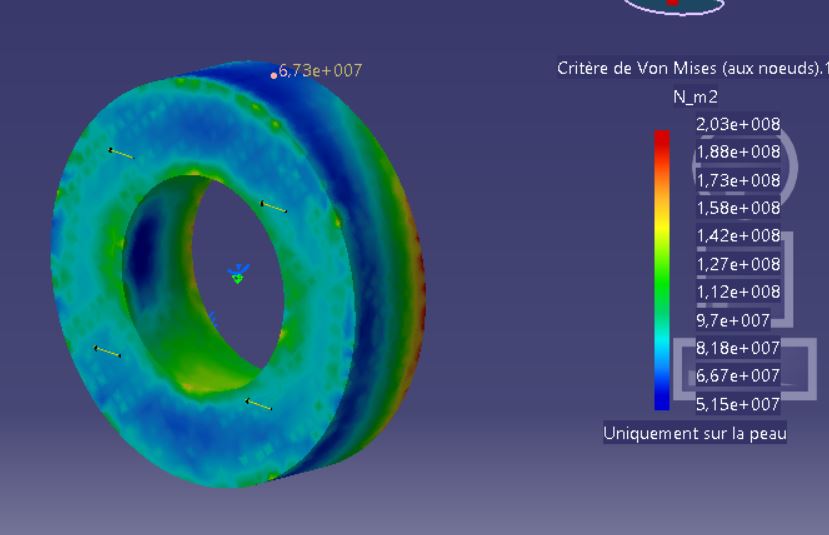 6,73e+007
Critère de Von Mises (aux noeuds).1
N_m2
2,03e+008
1,88e+008
1,73e+008
1,58e+008
1,42e+008
1,27e+008
1,12e+008
9,7e+007
8,18e+007
6,67e+007
5,15e+007
Uniquement sur la peau